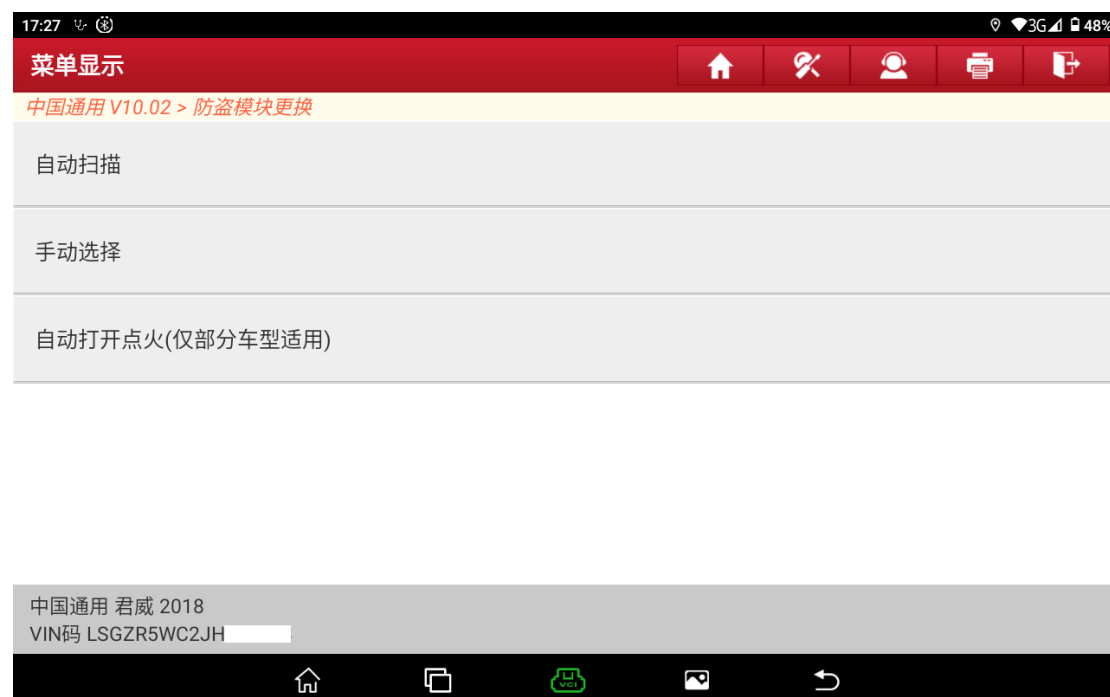 17:27 3G 48%
菜单显示
中国通用 V10.02 > 防盗模块更换
自动扫描
手动选择
自动打开点火(仅部分车型适用)
中国通用 君威 2018
VIN码 LSGZR5WC2JH
VCI